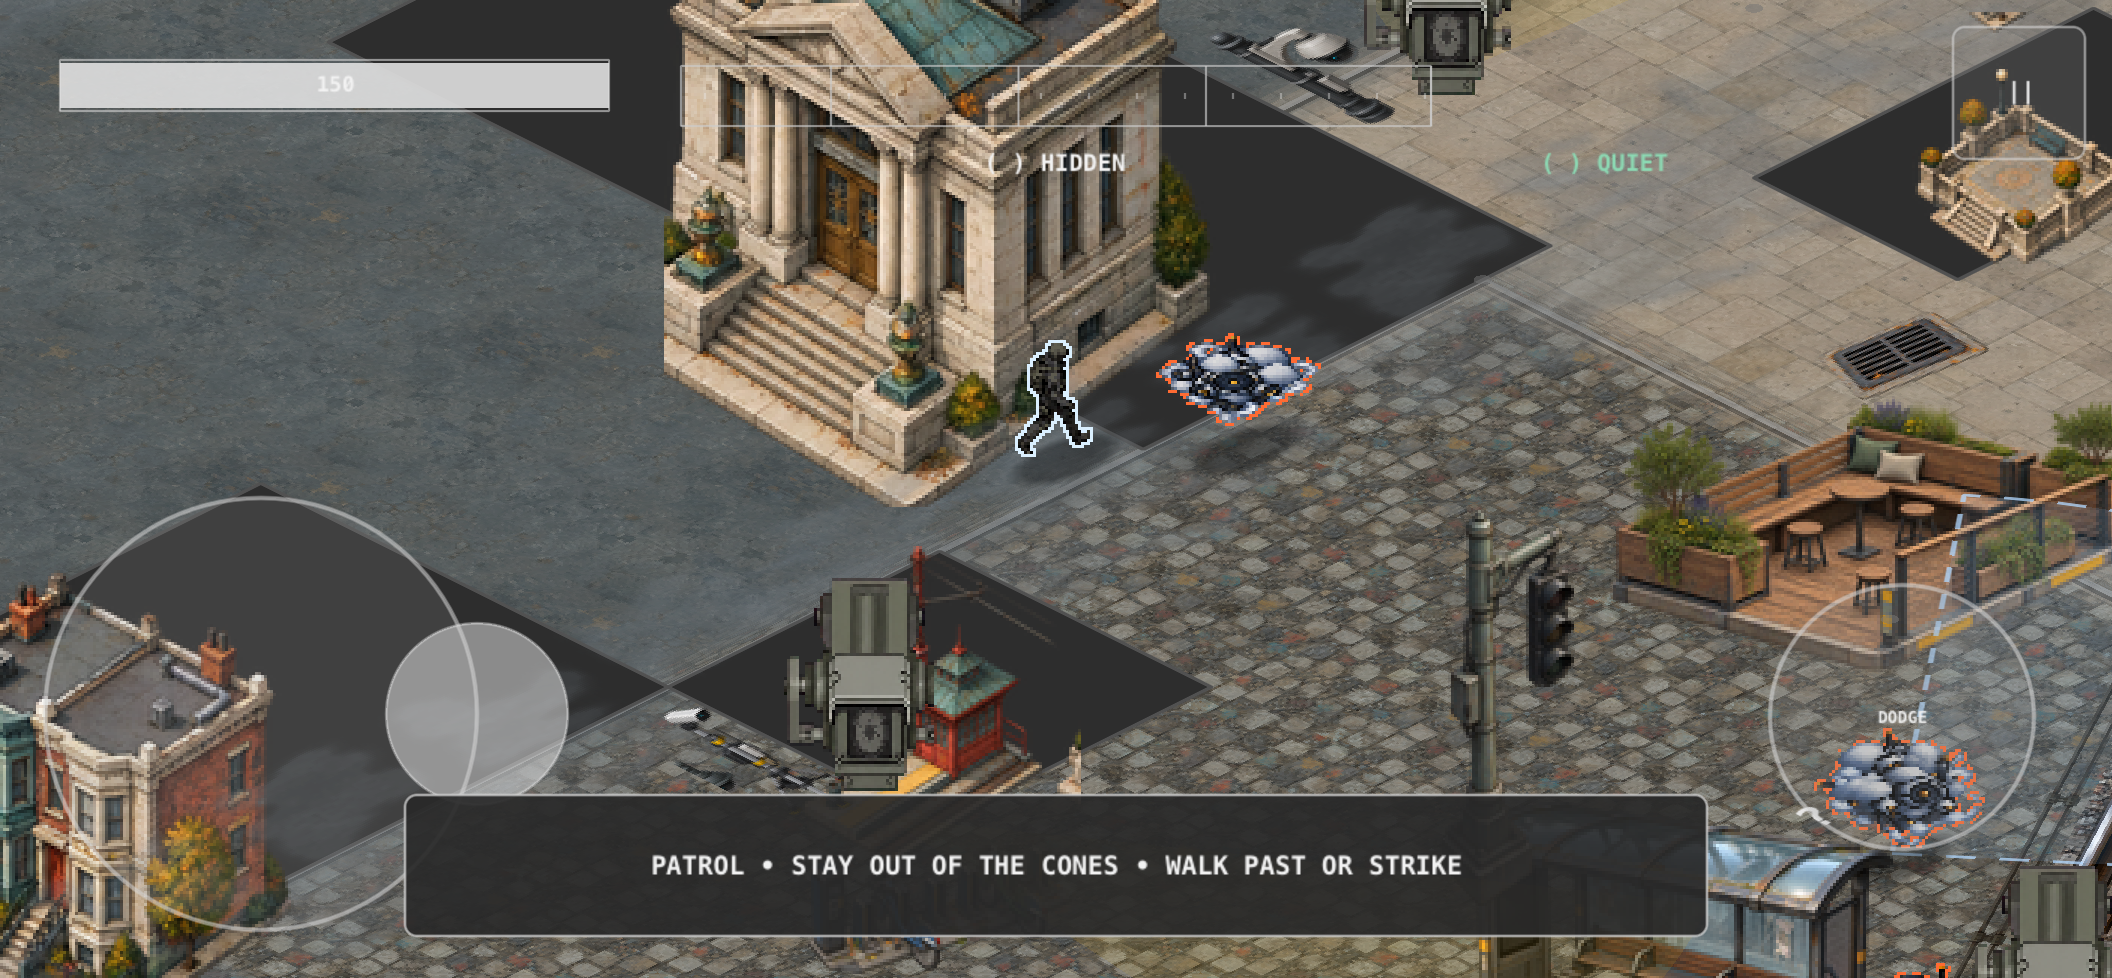 150
( ) HIDDEN
( ) QUIET
DODGE
PATROL • STAY OUT OF THE CONES • WALK PAST OR STRIKE